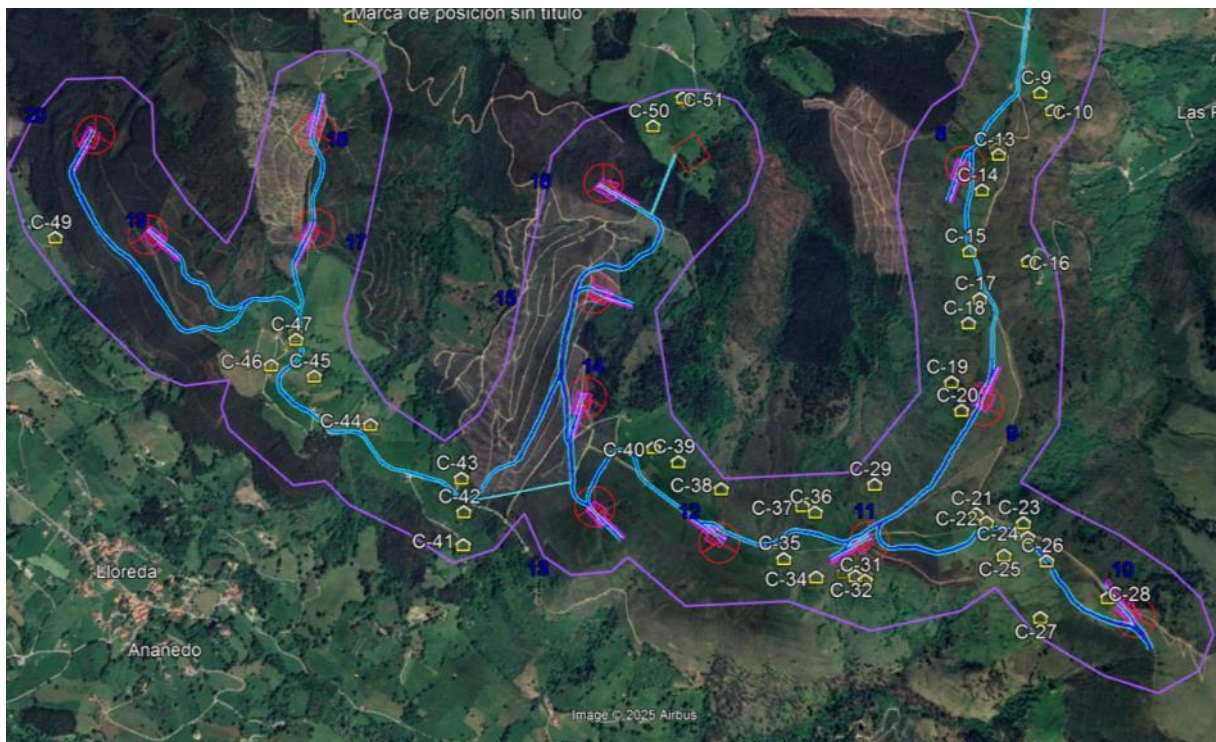 Marca de posición sin título
C-9
C-51
C-10
Las
C-50
20
8
C-13
18
C-14
16
C-49
19
17
C-15
C-16
15
C-17
C-18
C-47
C-46
C-45
C-19
14
C-20
C-44
9
C-40
C-39
C-43
C-38
C-29
C-36
C-21
C-42
C-37
12
11
C-22
C-23
C-24
C-41
C-35
C-26
13
C-31
C-25
Lloreda
C-34
C-32
10
C-28
C-27
Ananedo
Image © 2025 Airbus